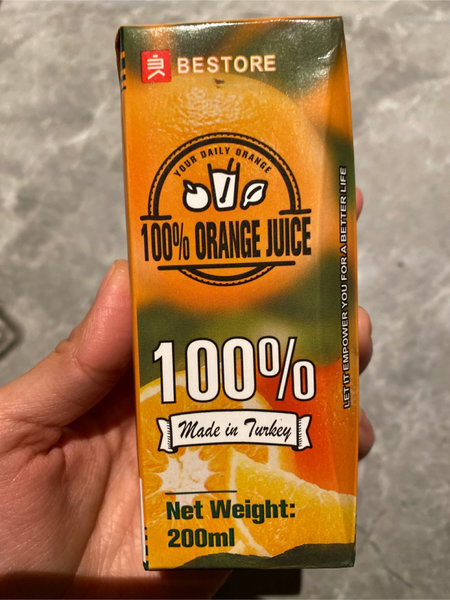 良 BESTORE
YOUR DAILY ORANGE
100% ORANGE JUICE
LET IT EMPOWER YOU FOR A BETTER LIFE
100%
Made in Turkey
Net Weight:
200ml